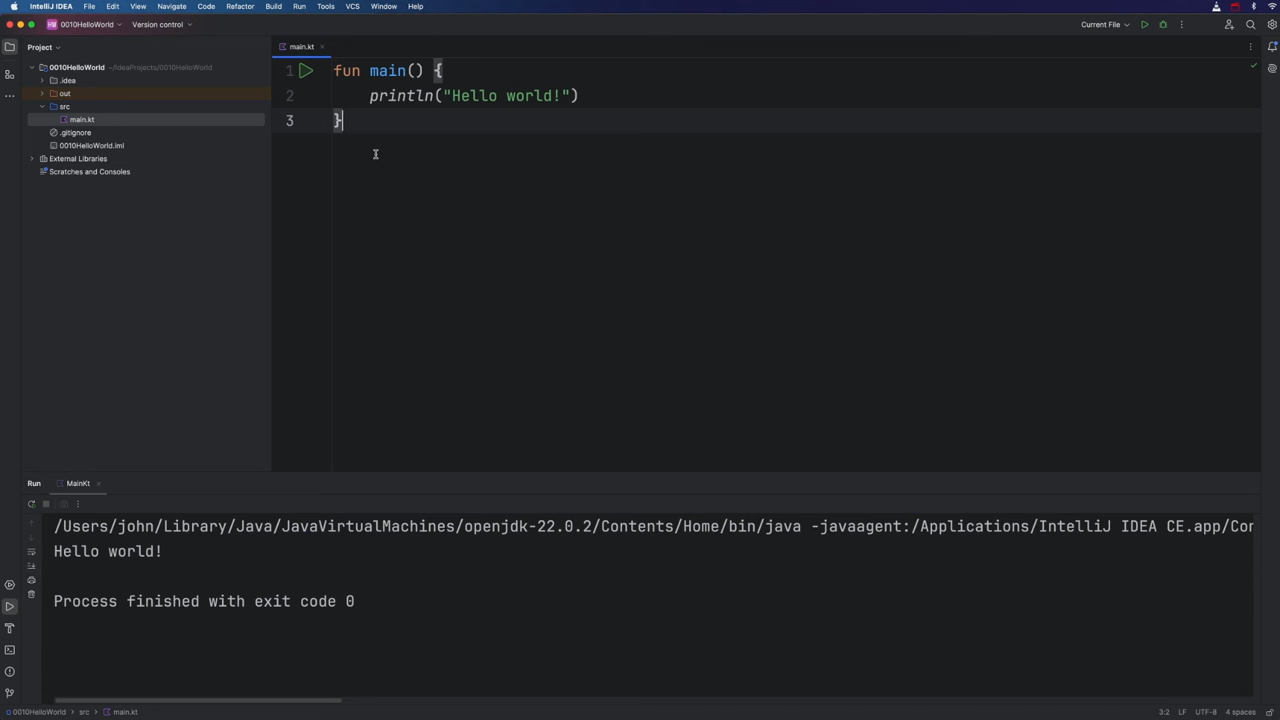 IntelliJ IDEA File Edit View Navigate Code Refactor Build Run Tools VCS Window Help
HW 0010HelloWorld Version control Current File
Project
main.kt
0010HelloWorld ~/IdeaProjects/0010HelloWorld
.idea
out
src
main.kt
.gitignore
0010HelloWorld.iml
External Libraries
Scratches and Consoles
1 fun main() {
2 println("Hello world!")
3 }
Run MainKt
/Users/john/Library/Java/JavaVirtualMachines/openjdk-22.0.2/Contents/Home/bin/java -javaagent:/Applications/IntelliJ IDEA CE.app/Con
Hello world!
Process finished with exit code 0
0010HelloWorld > src > main.kt 3:2 LF UTF-8 4 spaces